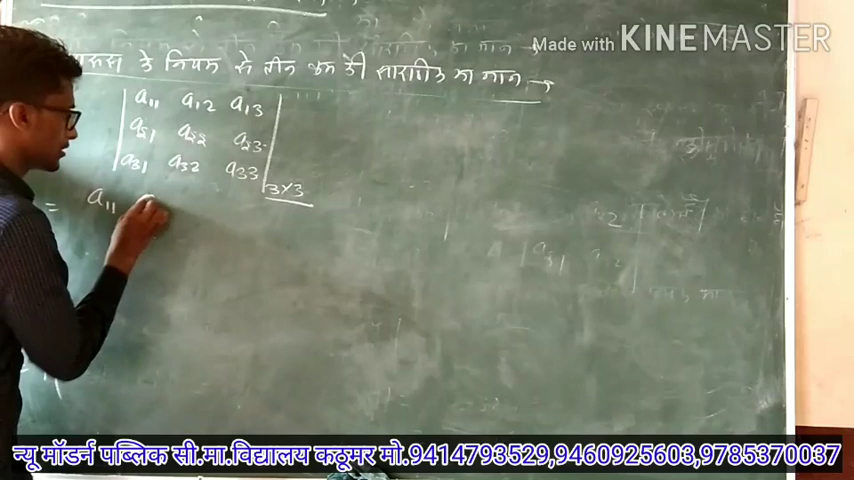 Made with KINEMASTER
के नियम से तीन क्रम की सारणिक का मान →
a₁₁ a₁₂ a₁₃
a₂₁ a₂₂ a₂₃
a₃₁ a₃₂ a₃₃
3×3
= a₁₁
न्यू मॉडर्न पब्लिक सी.मा.विद्यालय कठूमर मो.9414793529,9460925603,9785370037